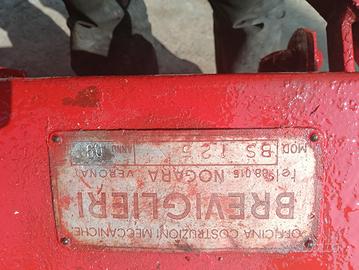 OFFICINA COSTRUZIONI MECCANICHE
BREVIGLIERI
NOGARA (VERONA)
MOD. BS 125 ANNO